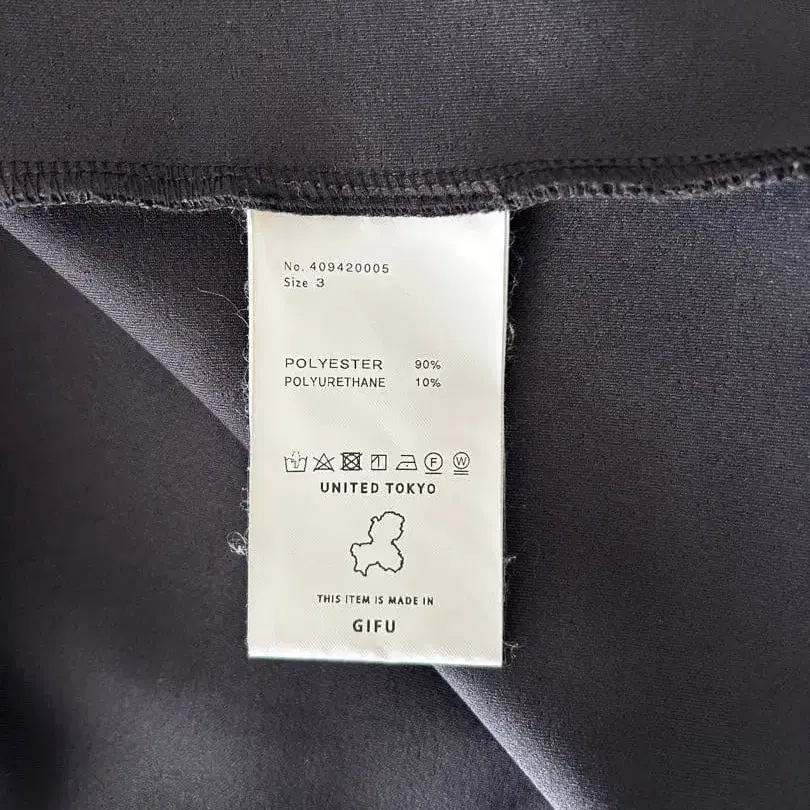 No. 409420005
Size 3
POLYESTER 90%
POLYURETHANE 10%
F W
UNITED TOKYO
THIS ITEM IS MADE IN
GIFU